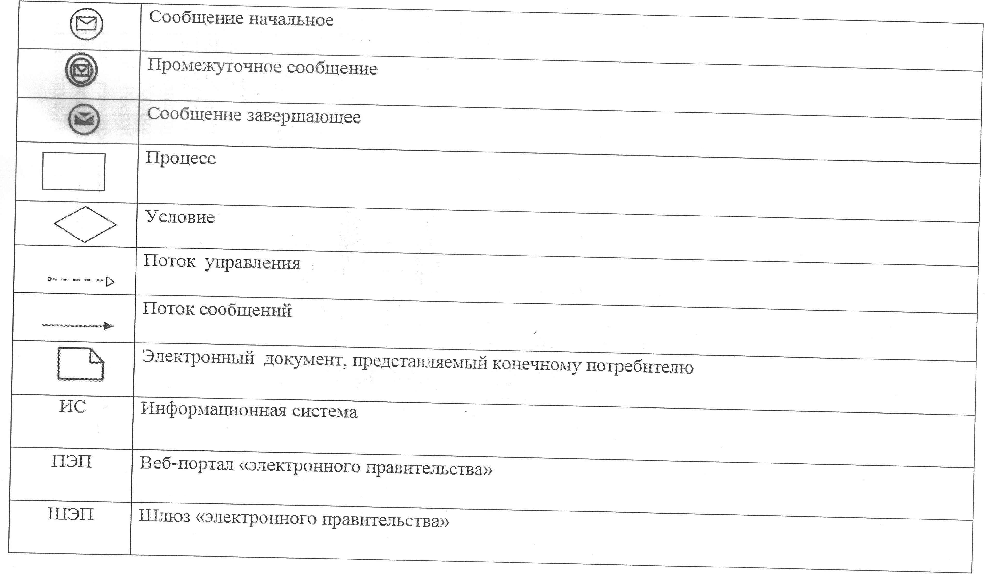 Сообщение начальное
Промежуточное сообщение
Сообщение завершающее
Процесс
Условие
Поток управления
Поток сообщений
Электронный документ, представляемый конечному потребителю
ИС Информационная система
ПЭП Веб-портал «электронного правительства»
ШЭП Шлюз «электронного правительства»